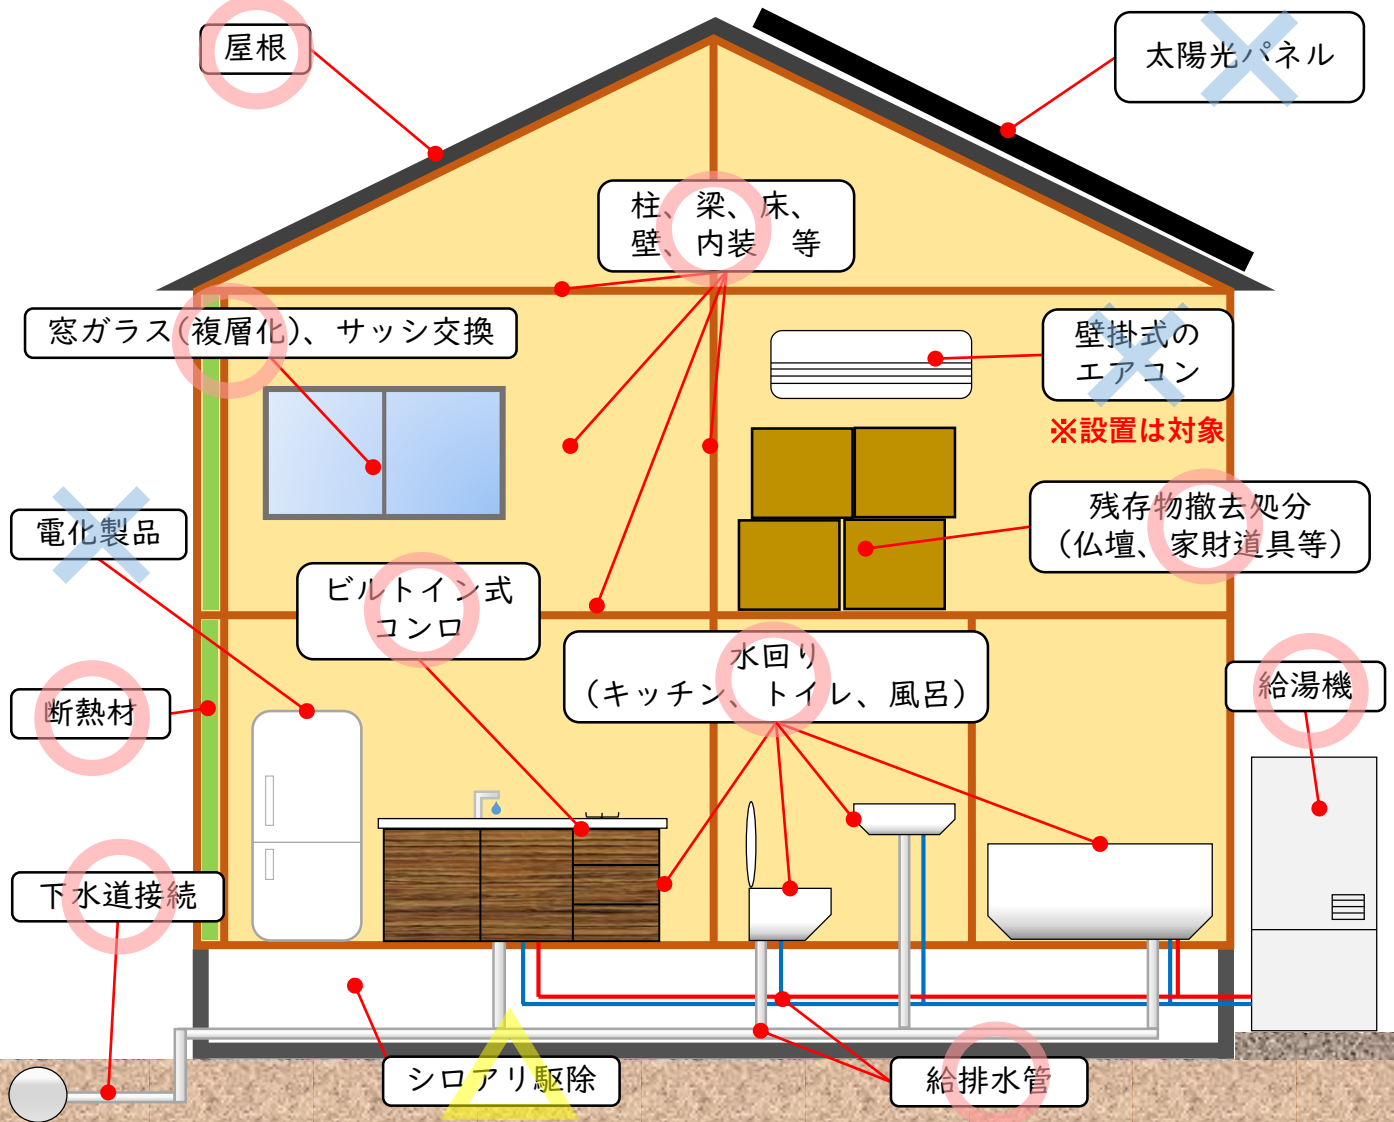 屋根
太陽光パネル
柱、梁、床、
壁、内装　等
窓ガラス(複層化)、サッシ交換
壁掛式の
エアコン
※設置は対象
電化製品
残存物撤去処分
（仏壇、家財道具等）
ビルトイン式
コンロ
水回り
（キッチン、トイレ、風呂）
断熱材
給湯機
下水道接続
シロアリ駆除
給排水管